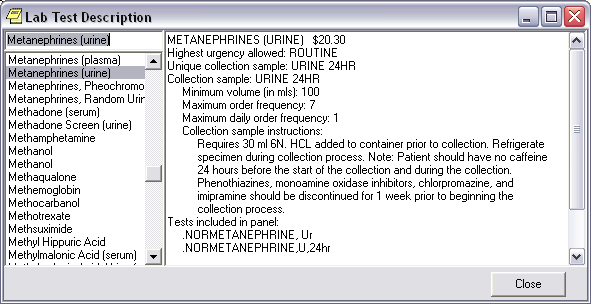 Lab Test Description
Metanephrines (urine)
Metanephrines (plasma)
Metanephrines (urine)
Metanephrines, Pheochromo
Metanephrines, Random Urin
Methadone (serum)
Methadone Screen (urine)
Methamphetamine
Methanol
Methanol
Methaqualone
Methemoglobin
Methocarbanol
Methotrexate
Methsuximide
Methyl Hippuric Acid
Methylmalonic Acid (serum)
METANEPHRINES (URINE) $20.30
Highest urgency allowed: ROUTINE
Unique collection sample: URINE 24HR
Collection sample: URINE 24HR
Minimum volume (in mls): 100
Maximum order frequency: 7
Maximum daily order frequency: 1
Collection sample instructions:
Requires 30 ml 6N. HCL added to container prior to collection. Refrigerate
specimen during collection process. Note: Patient should have no caffeine
24 hours before the start of the collection and during the collection.
Phenothiazines, monoamine oxidase inhibitors, chlorpromazine, and
imipramine should be discontinued for 1 week prior to beginning the
collection process.
Tests included in panel:
.NORMETANEPHRINE, Ur
.NORMETANEPHRINE,U,24hr
Close